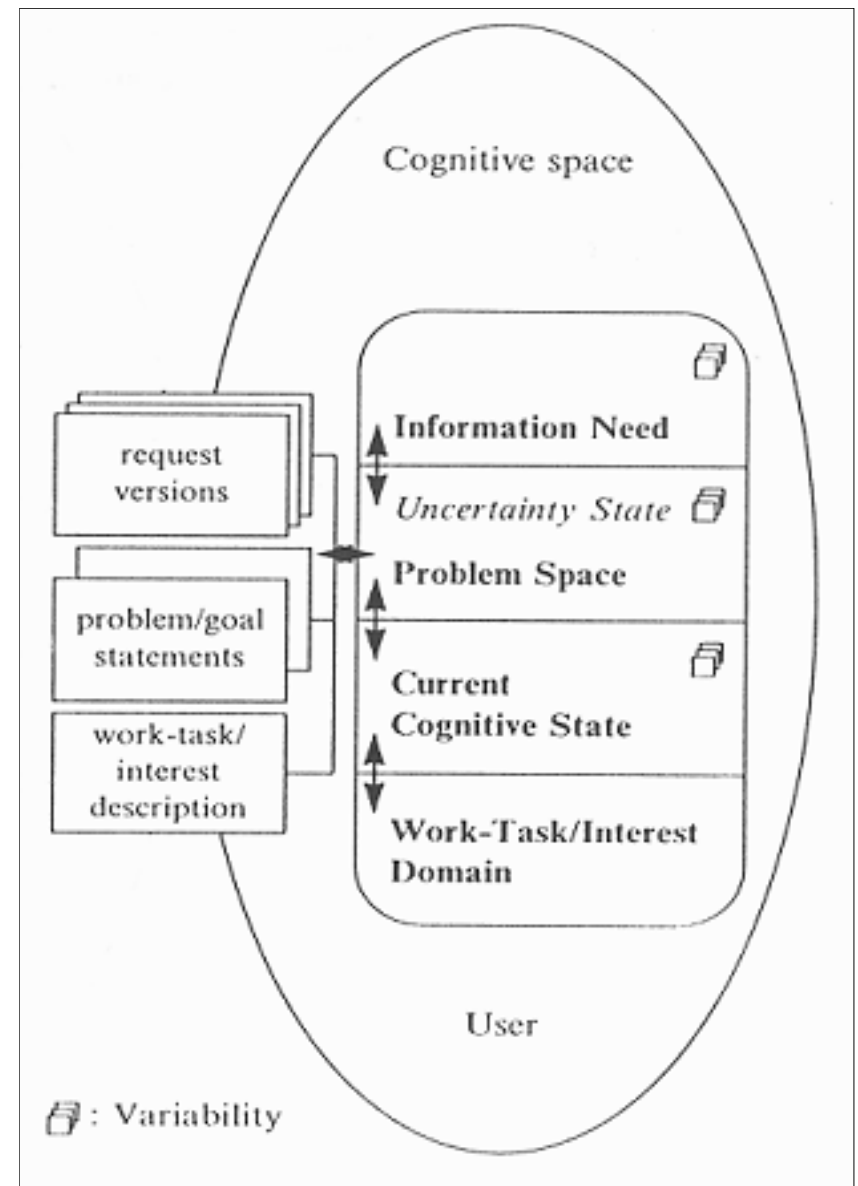 Cognitive space
Information Need
request
versions
Uncertainty State
Problem Space
problem/goal
statements
Current
Cognitive State
work-task/
interest
description
Work-Task/Interest
Domain
User
: Variability